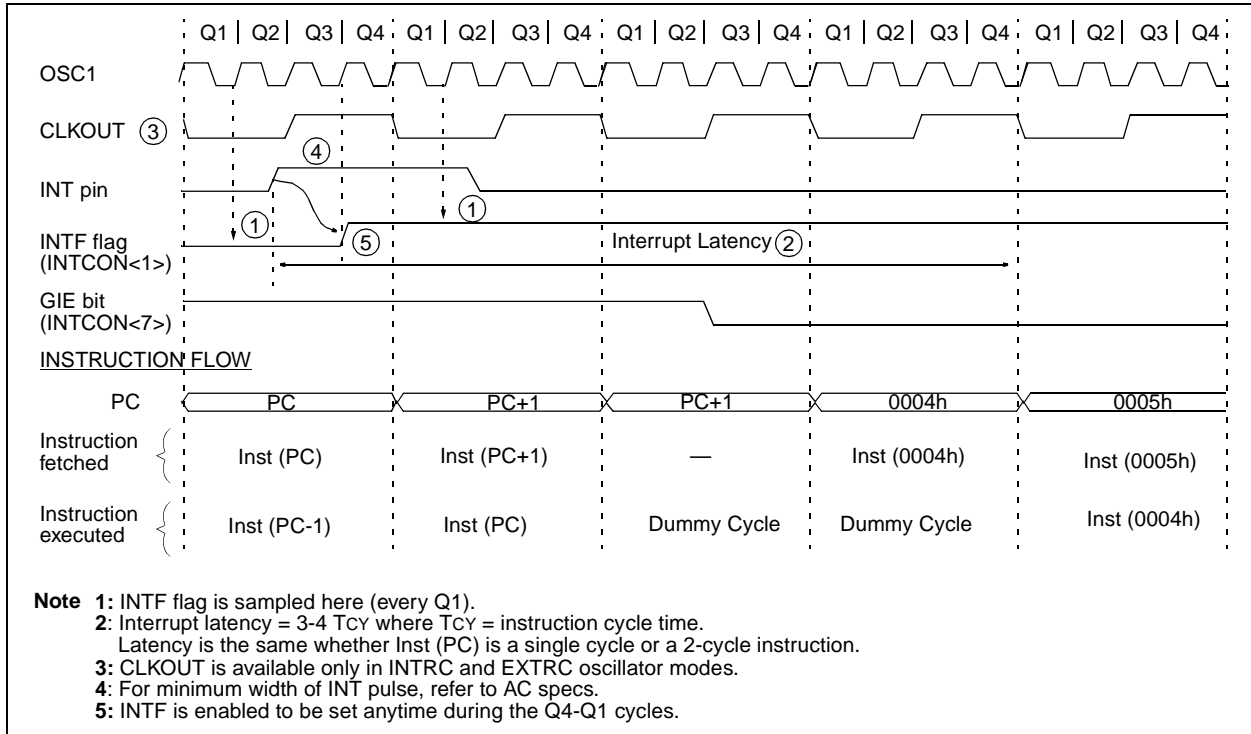 Q1 | Q2 | Q3 | Q4 Q1 | Q2 | Q3 | Q4 Q1 | Q2 | Q3 | Q4 Q1 | Q2 | Q3 | Q4 Q1 | Q2 | Q3 | Q4
OSC1
CLKOUT 3
4
INT pin
1
1
INTF flag
(INTCON<1>)
5
Interrupt Latency 2
GIE bit
(INTCON<7>)
INSTRUCTION FLOW
PC PC PC+1 PC+1 0004h 0005h
Instruction
fetched
Inst (PC) Inst (PC+1) — Inst (0004h) Inst (0005h)
Instruction
executed
Inst (PC-1) Inst (PC) Dummy Cycle Dummy Cycle Inst (0004h)
Note 1: INTF flag is sampled here (every Q1).
2: Interrupt latency = 3-4 TCY where TCY = instruction cycle time.
Latency is the same whether Inst (PC) is a single cycle or a 2-cycle instruction.
3: CLKOUT is available only in INTRC and EXTRC oscillator modes.
4: For minimum width of INT pulse, refer to AC specs.
5: INTF is enabled to be set anytime during the Q4-Q1 cycles.